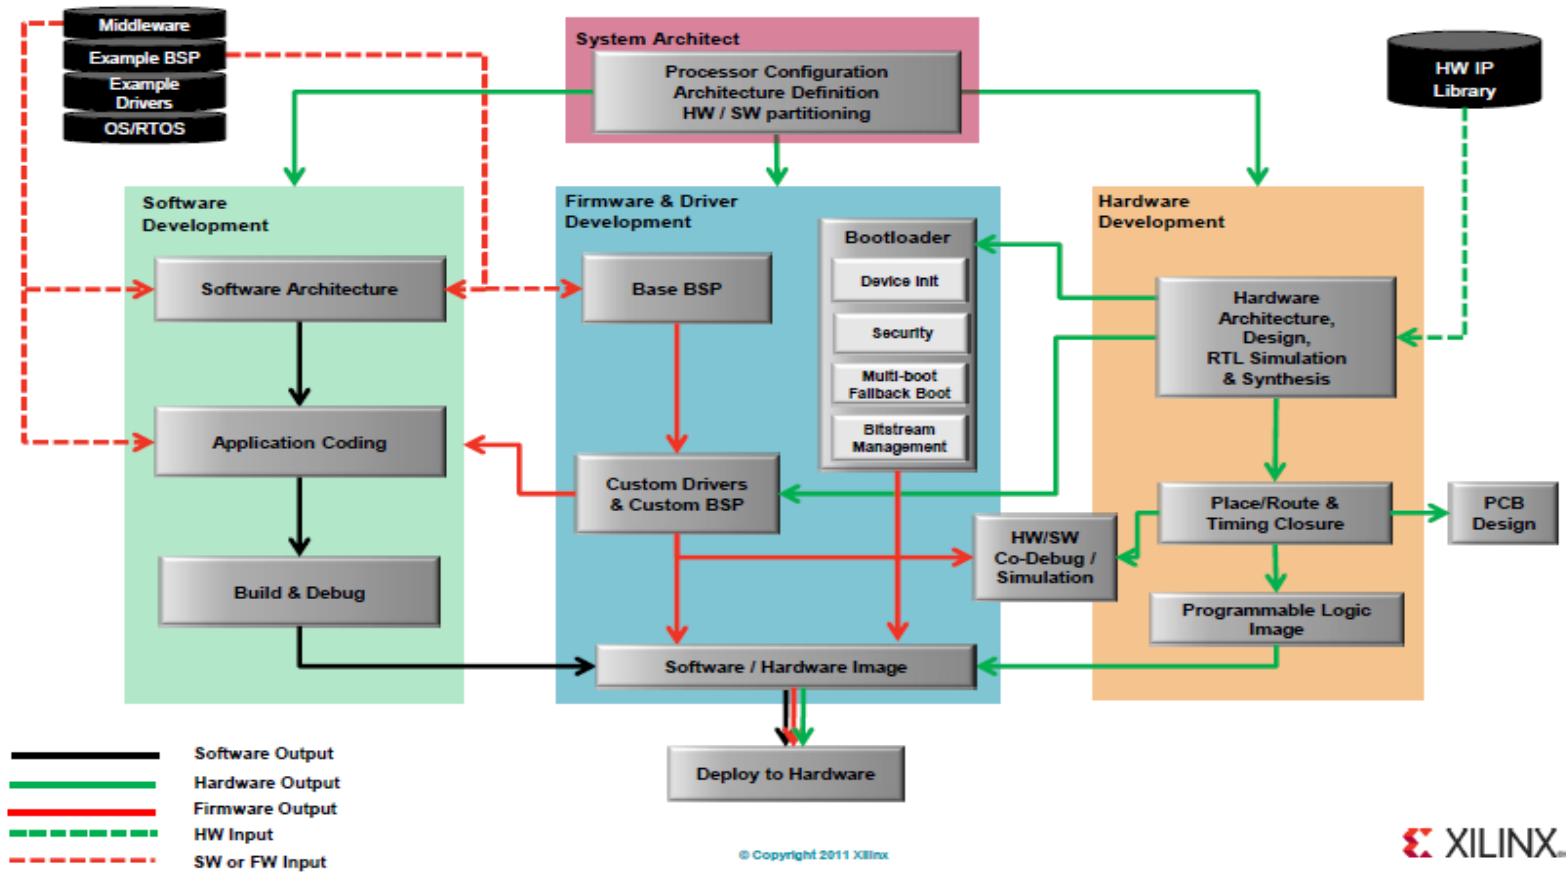 Middleware
Example BSP
Example
Drivers
OS/RTOS
System Architect
Processor Configuration
Architecture Definition
HW / SW partitioning
HW IP
Library
Software
Development
Software Architecture
Application Coding
Build & Debug
Firmware & Driver
Development
Base BSP
Custom Drivers
& Custom BSP
Bootloader
Device Init
Security
Multi-boot
Fallback Boot
Bitstream
Management
HW/SW
Co-Debug /
Simulation
Software / Hardware Image
Deploy to Hardware
Hardware
Development
Hardware
Architecture,
Design,
RTL Simulation
& Synthesis
Place/Route &
Timing Closure
PCB
Design
Programmable Logic
Image
Software Output
Hardware Output
Firmware Output
HW Input
SW or FW Input
© Copyright 2011 Xilinx
XILINX